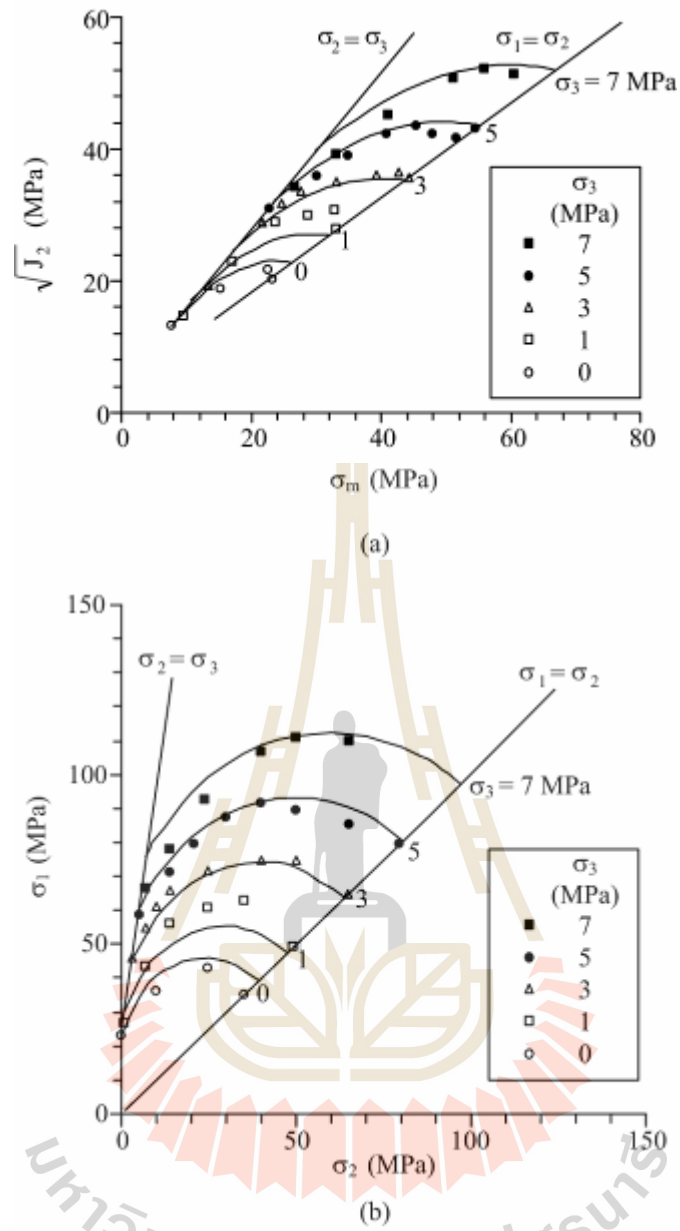 60
σ₂ = σ₃
σ₁ = σ₂
σ₃ = 7 MPa
40
5
3
√J₂ (MPa)
σ₃
(MPa)
■ 7
● 5
△ 3
□ 1
○ 0
1
20
0
0
0 20 40 60 80
σₘ (MPa)
(a)
150
σ₂ = σ₃
σ₁ = σ₂
100
σ₃ = 7 MPa
5
σ₁ (MPa)
σ₃
(MPa)
■ 7
● 5
△ 3
□ 1
○ 0
3
50
1
0
0
0 50 100 150
σ₂ (MPa)
(b)